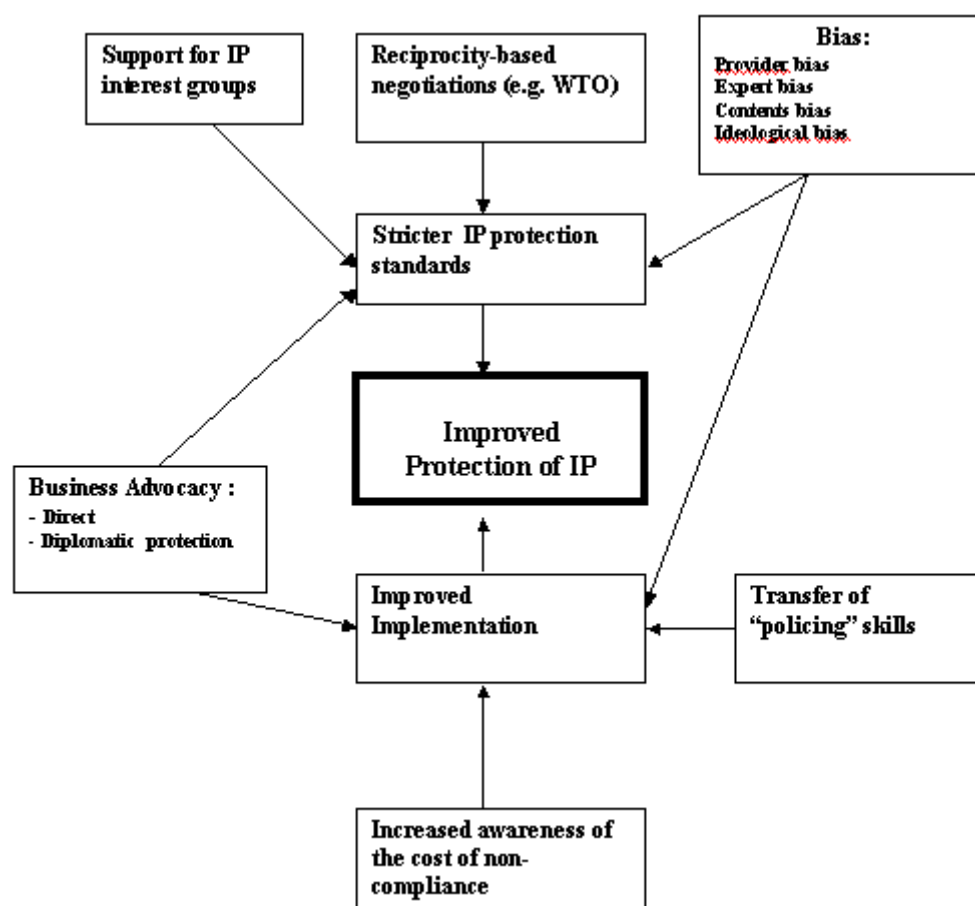 Support for IP
interest groups
Reciprocity-based
negotiations (e.g. WTO)
Bias:
Provider bias
Expert bias
Contents bias
Ideological bias
Stricter IP protection
standards
Improved
Protection of IP
Business Advocacy :
- Direct
- Diplomatic protection
Improved
Implementation
Transfer of
“policing” skills
Increased awareness of
the cost of non-
compliance